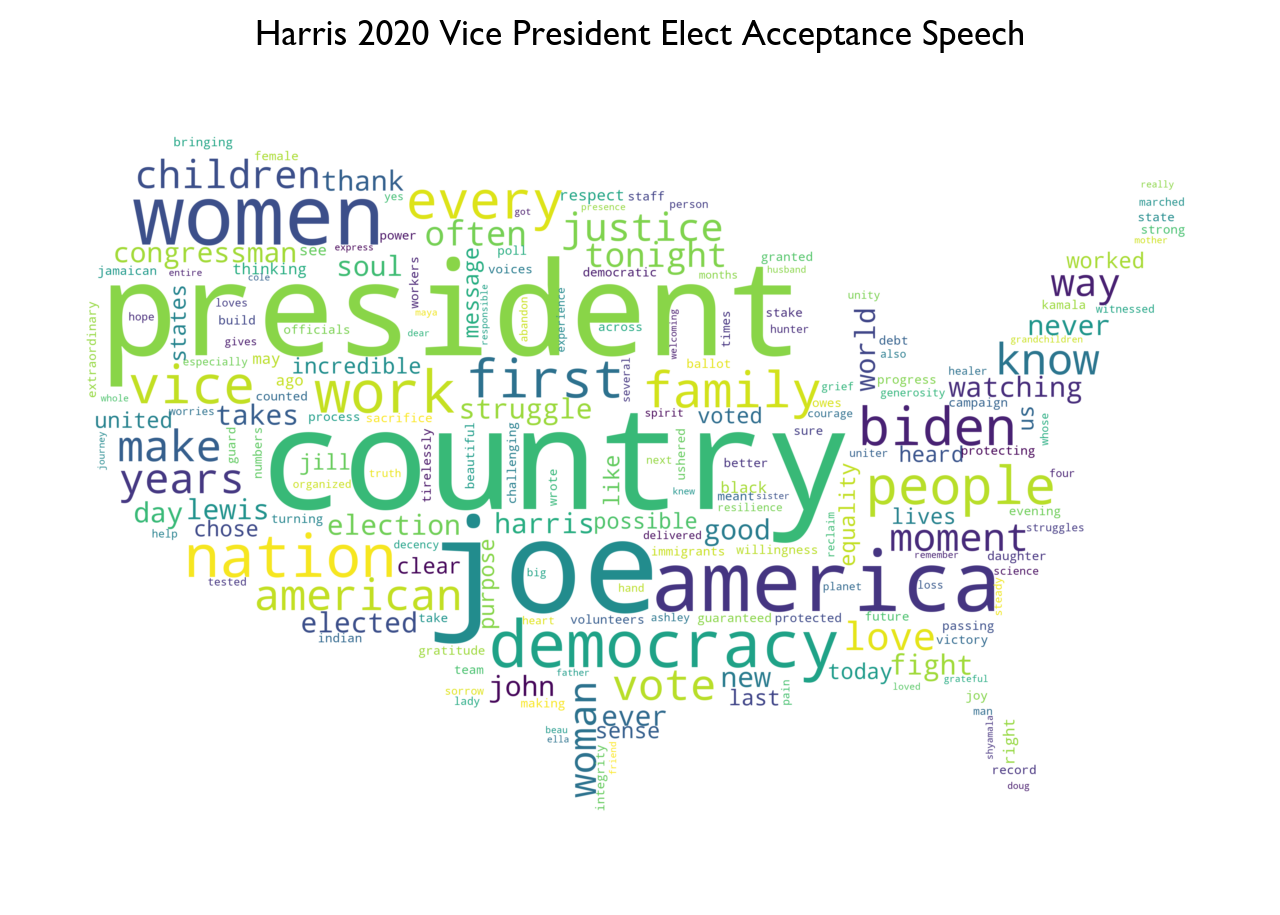 Harris 2020 Vice President Elect Acceptance Speech
bringing
female
children
thank
women
yes
every
got
respect
presence
staff
person
really
marched
state
strong
mother
congressman
see
power
express
often
poll
justice
tonight
granted
worked
jamaican
entire
thinking
cole
soul
workers
message
voices
democratic
months
husband
way
president
extraordinary
hope
states
loves
build
gives
officials
maya
dear
responsible
abandon
experience
across
welcoming
times
stake
hunter
unity
world
debt
also
kamala
witnessed
never
grandchildren
especially
may
incredible
first
several
ballot
family
grief
progress
generosity
healer
know
whole
vice
ago
counted
work
struggle
owes
courage
campaign
watching
us
whose
united
worries
takes
process
sacrifice
spirit
voted
sure
biden
heard
protecting
journey
make
guard
numbers
country
jill
truth
organized
tirelessly
beautiful
challenging
wrote
like
next
knew
ushered
better
black
meant
sister
resilience
uniter
equality
people
four
evening
years
day
help
lewis
chose
turning
election
decency
harris
possible
delivered
good
reclaim
lives
moment
struggles
nation
tested
clear
purpose
joe
big
hand
immigrants
willingness
america
planet
remember
loss
daughter
science
steady
american
elected
indian
take
heart
volunteers
ashley
guaranteed
protected
future
passing
victory
democracy
love
gratitude
team
sorrow
lady
john
making
father
woman
vote
new
last
pain
today
fight
loved
grateful
joy
man
ever
sense
beau
ella
integrity
friend
shyamala
right
record
doug